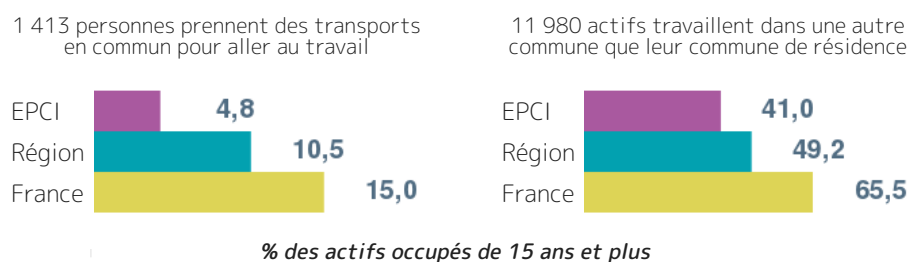 1 413 personnes prennent des transports
en commun pour aller au travail
EPCI 4,8
Région 10,5
France 15,0
11 980 actifs travaillent dans une autre
commune que leur commune de résidence
EPCI 41,0
Région 49,2
France 65,5
% des actifs occupés de 15 ans et plus